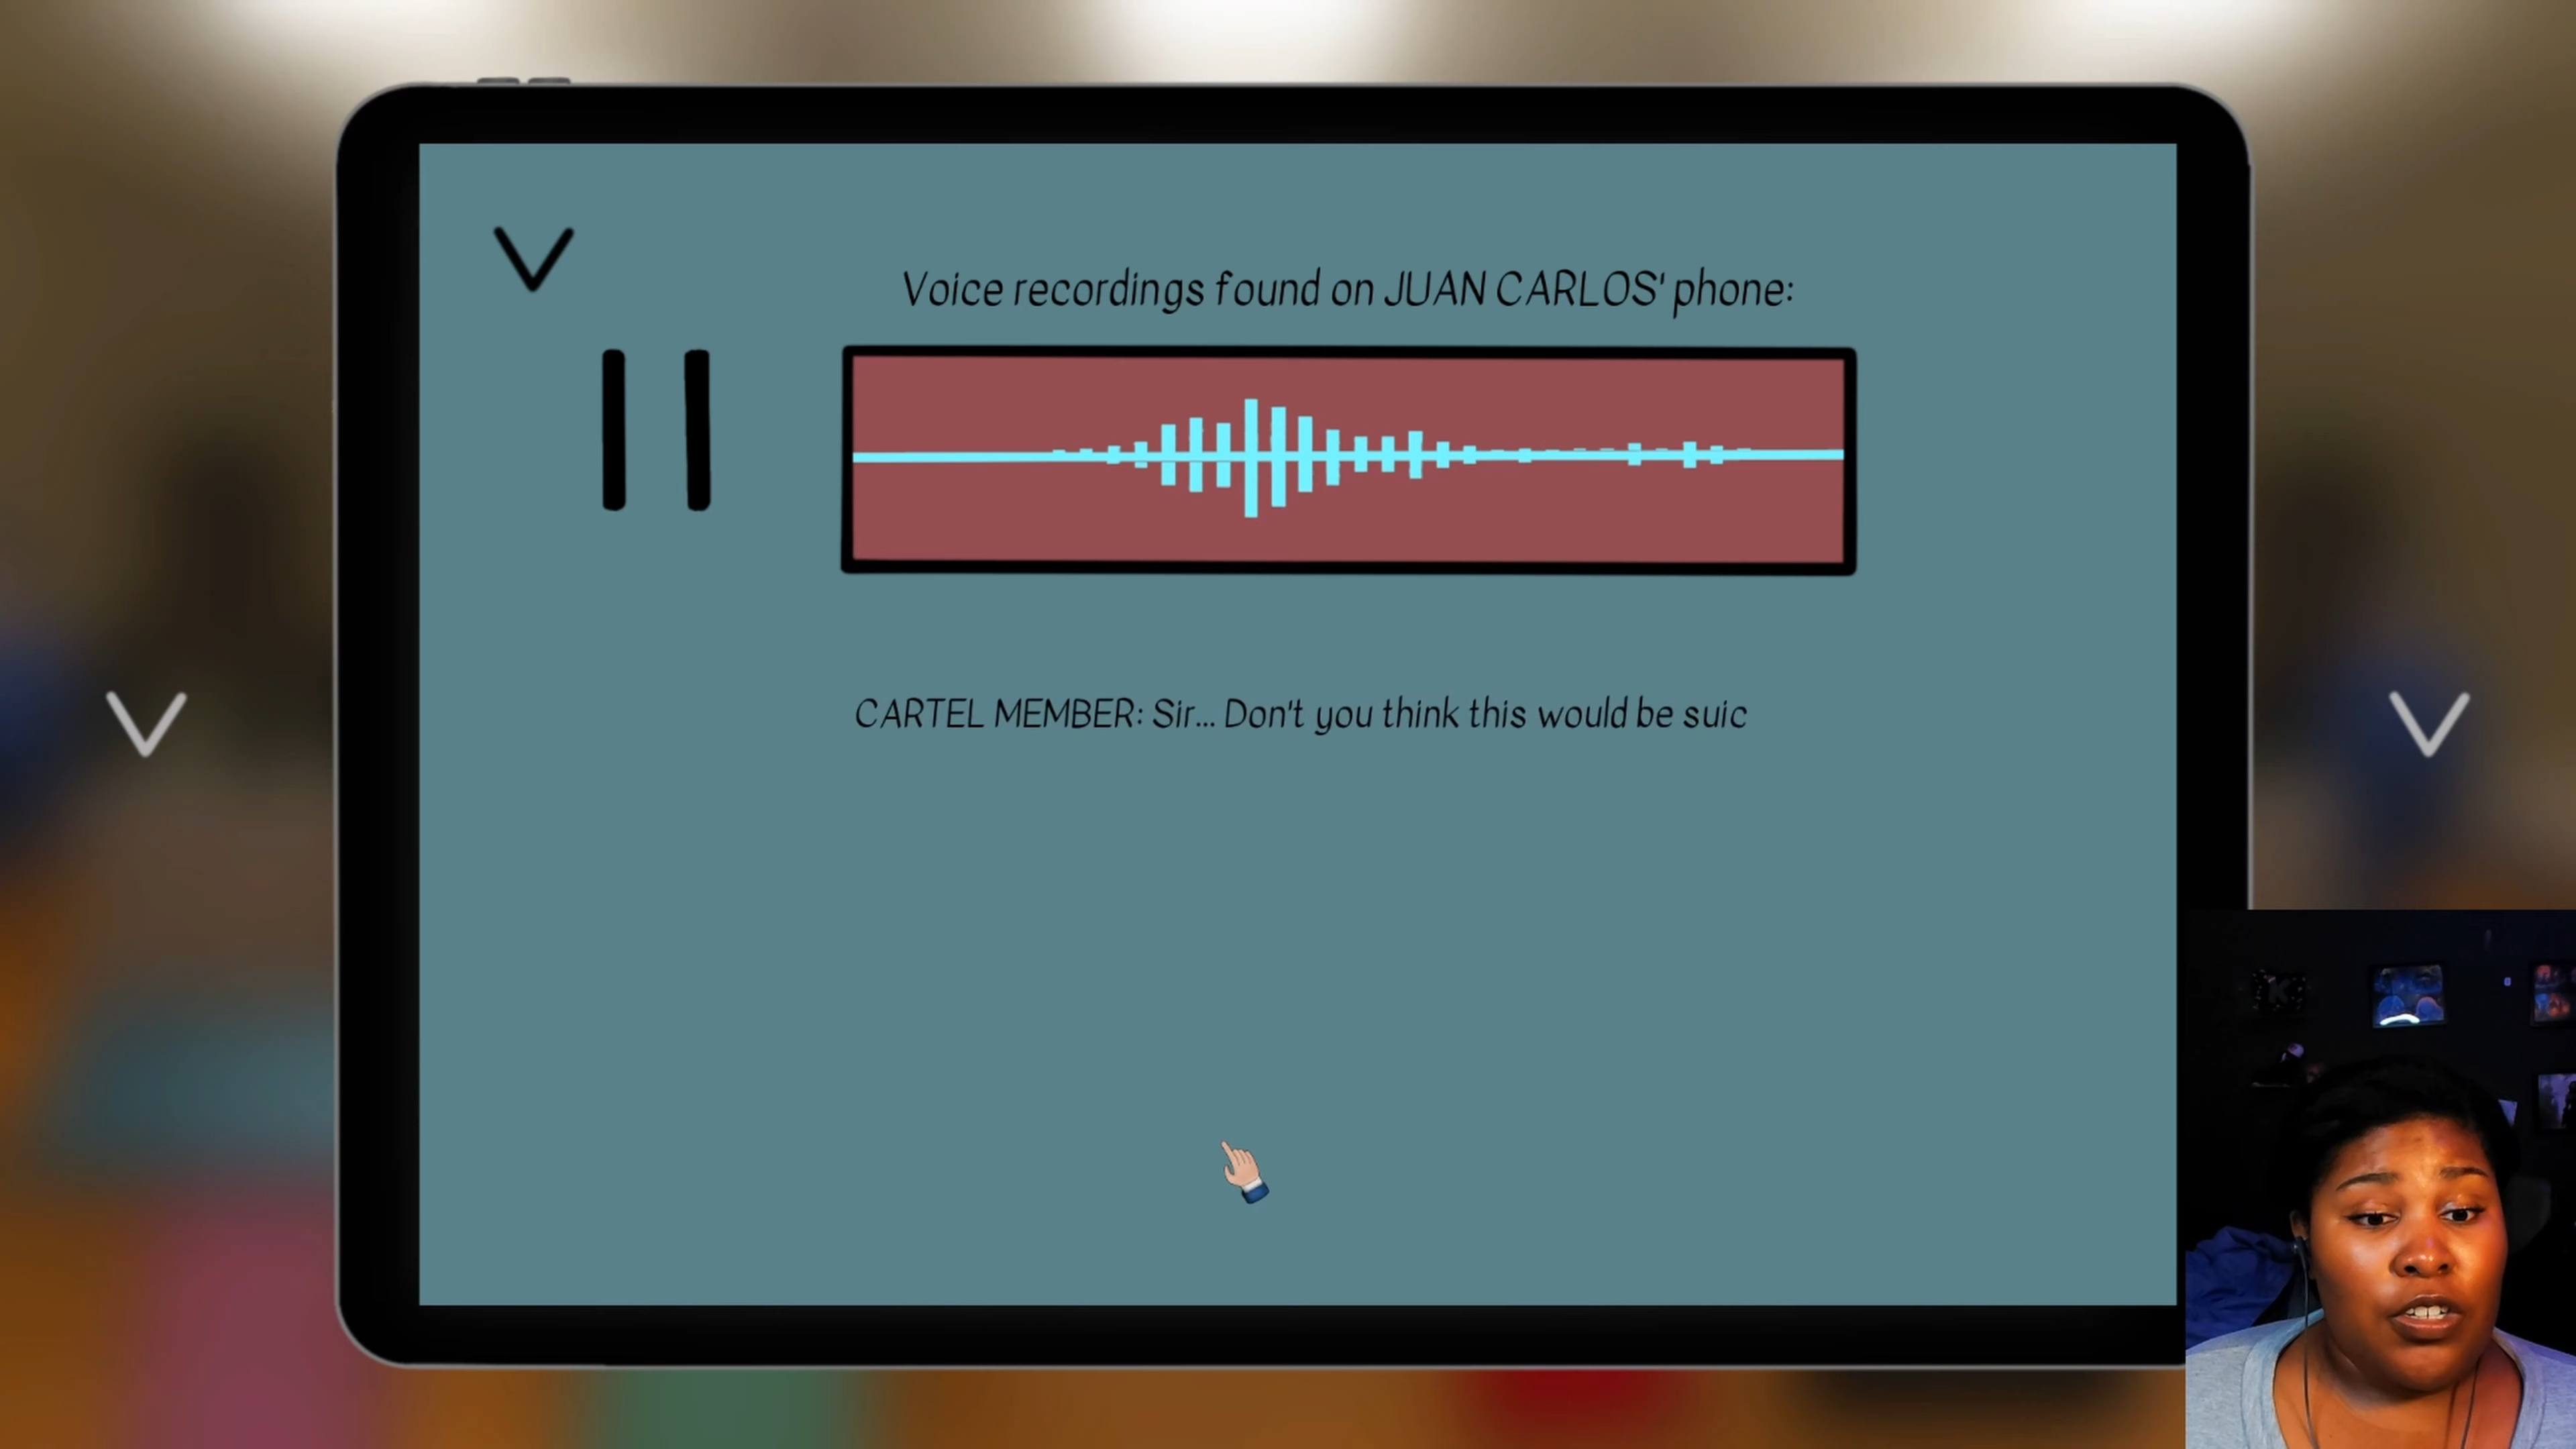 Voice recordings found on JUAN CARLOS' phone:
CARTEL MEMBER: Sir... Don't you think this would be suic